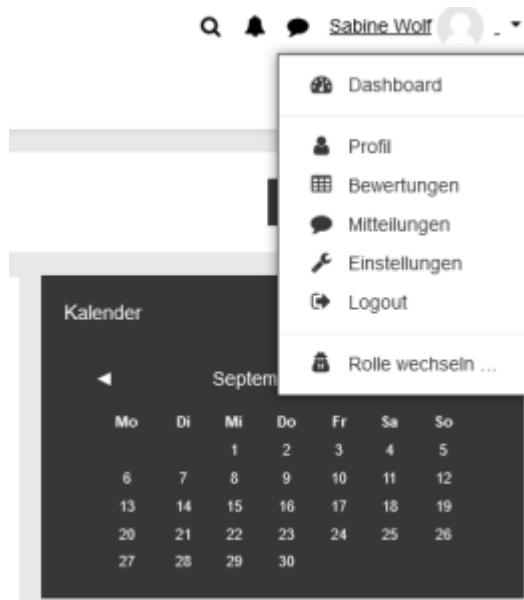 Sabine Wolf
Dashboard
Profil
Bewertungen
Mitteilungen
Einstellungen
Logout
Rolle wechseln ...
Kalender
Septem
Mo Di Mi Do Fr Sa So
1 2 3 4 5
6 7 8 9 10 11 12
13 14 15 16 17 18 19
20 21 22 23 24 25 26
27 28 29 30